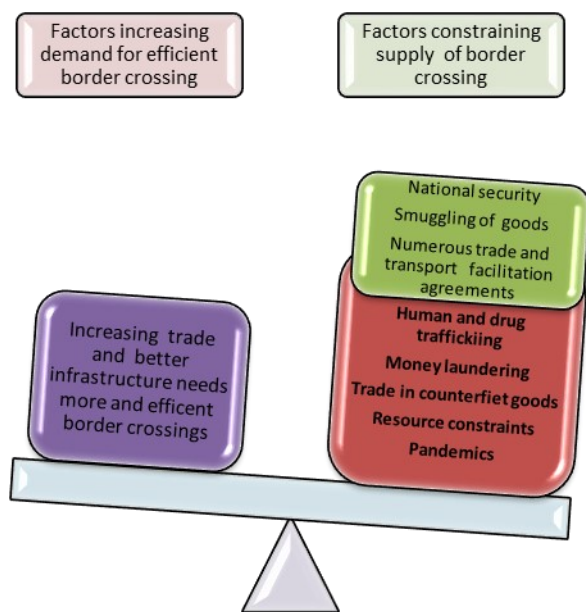 Factors increasing
demand for efficient
border crossing
Factors constraining
supply of border
crossing
National security
Smuggling of goods
Numerous trade and
transport facilitation
agreements
Human and drug
traffickiing
Money laundering
Trade in counterfiet goods
Resource constraints
Pandemics
Increasing trade
and better
infrastructure needs
more and efficent
border crossings